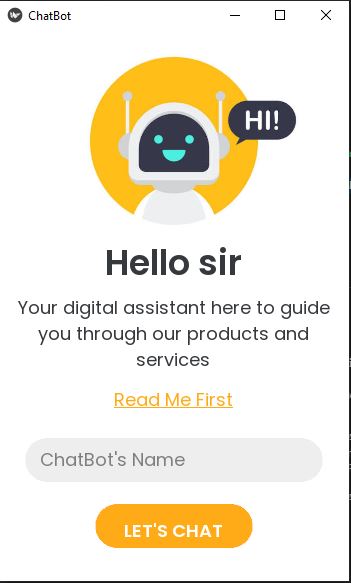 ChatBot
HI!
Hello sir
Your digital assistant here to guide
you through our products and
services
Read Me First
ChatBot's Name
LET'S CHAT